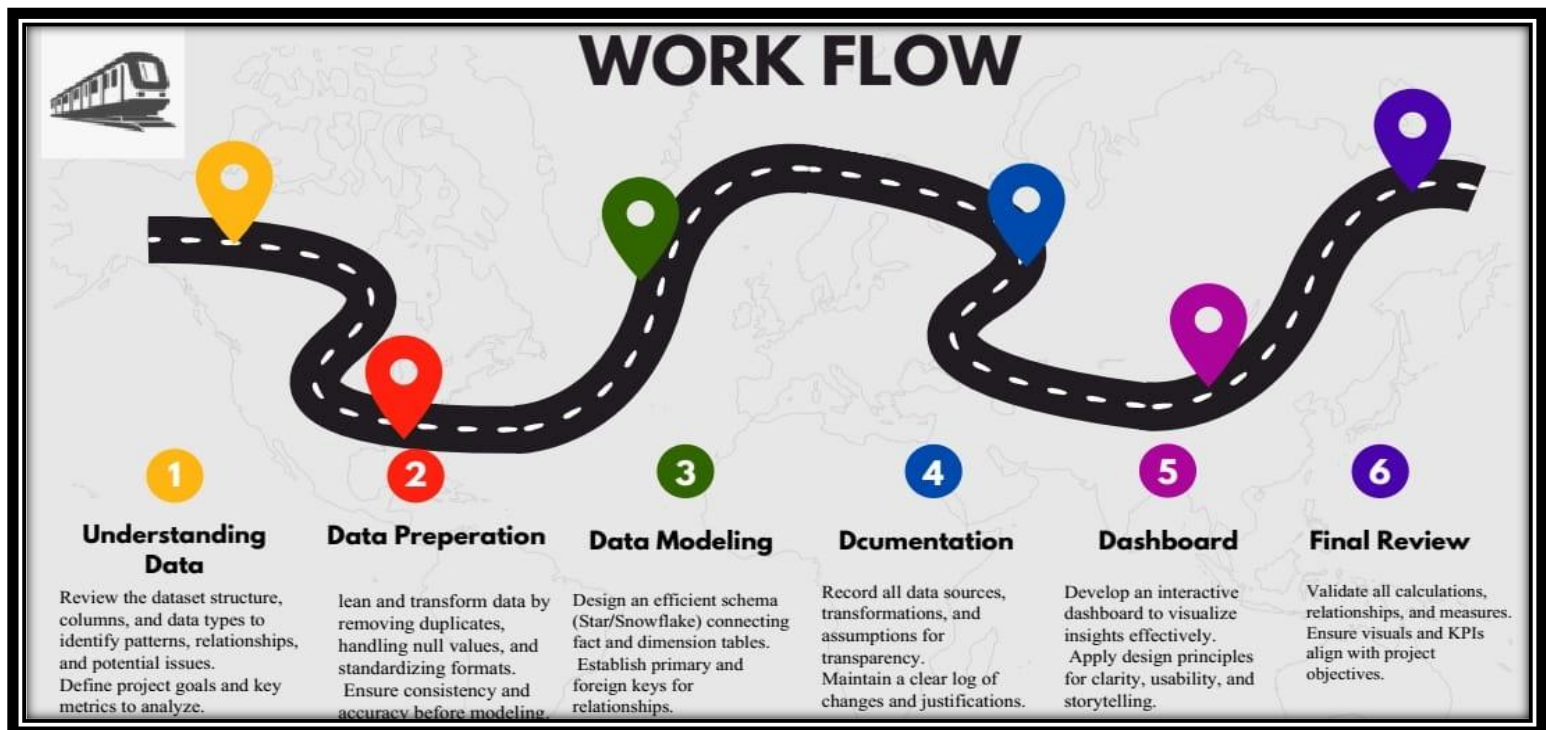 WORK FLOW
1
Understanding
Data
Review the dataset structure,
columns, and data types to
identify patterns, relationships,
and potential issues.
Define project goals and key
metrics to analyze.
2
Data Preperation
lean and transform data by
removing duplicates,
handling null values, and
standardizing formats.
Ensure consistency and
accuracy before modeling.
3
Data Modeling
Design an efficient schema
(Star/Snowflake) connecting
fact and dimension tables.
Establish primary and
foreign keys for
relationships.
4
Dcumentation
Record all data sources,
transformations, and
assumptions for
transparency.
Maintain a clear log of
changes and justifications.
5
Dashboard
Develop an interactive
dashboard to visualize
insights effectively.
Apply design principles
for clarity, usability, and
storytelling.
6
Final Review
Validate all calculations,
relationships, and measures.
Ensure visuals and KPIs
align with project
objectives.